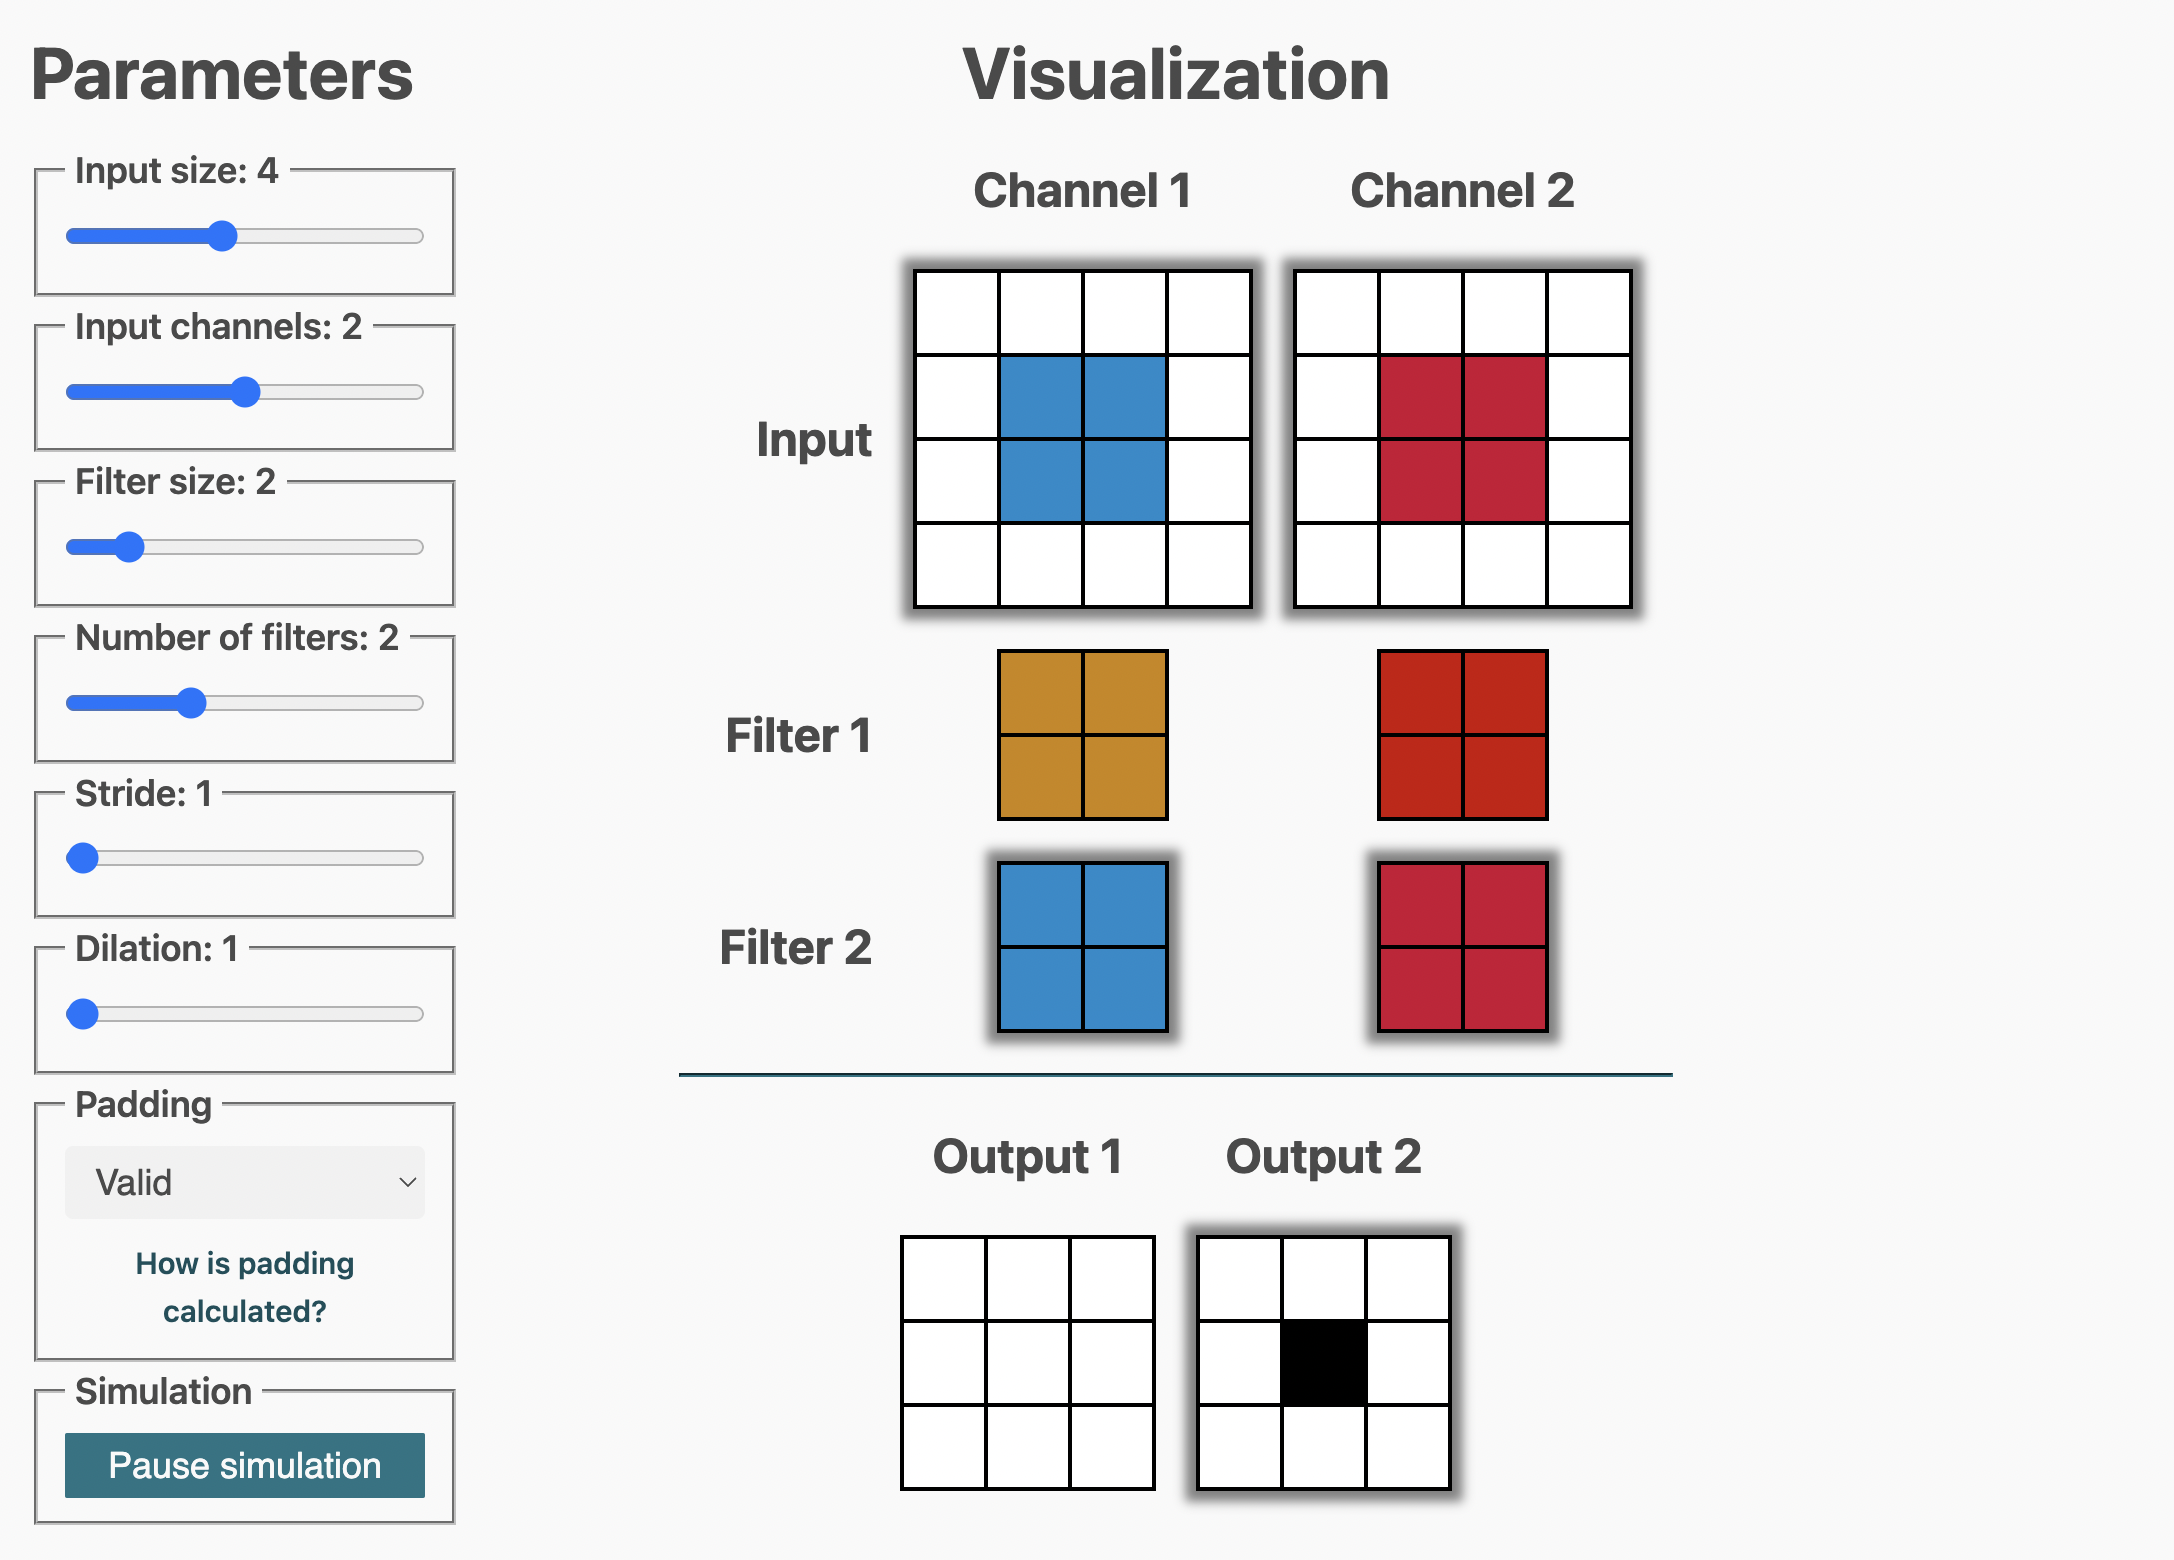 Parameters
Input size: 4
Input channels: 2
Filter size: 2
Number of filters: 2
Stride: 1
Dilation: 1
Padding
Valid
How is padding
calculated?
Simulation
Pause simulation
Visualization
Channel 1
Channel 2
Input
Filter 1
Filter 2
Output 1
Output 2